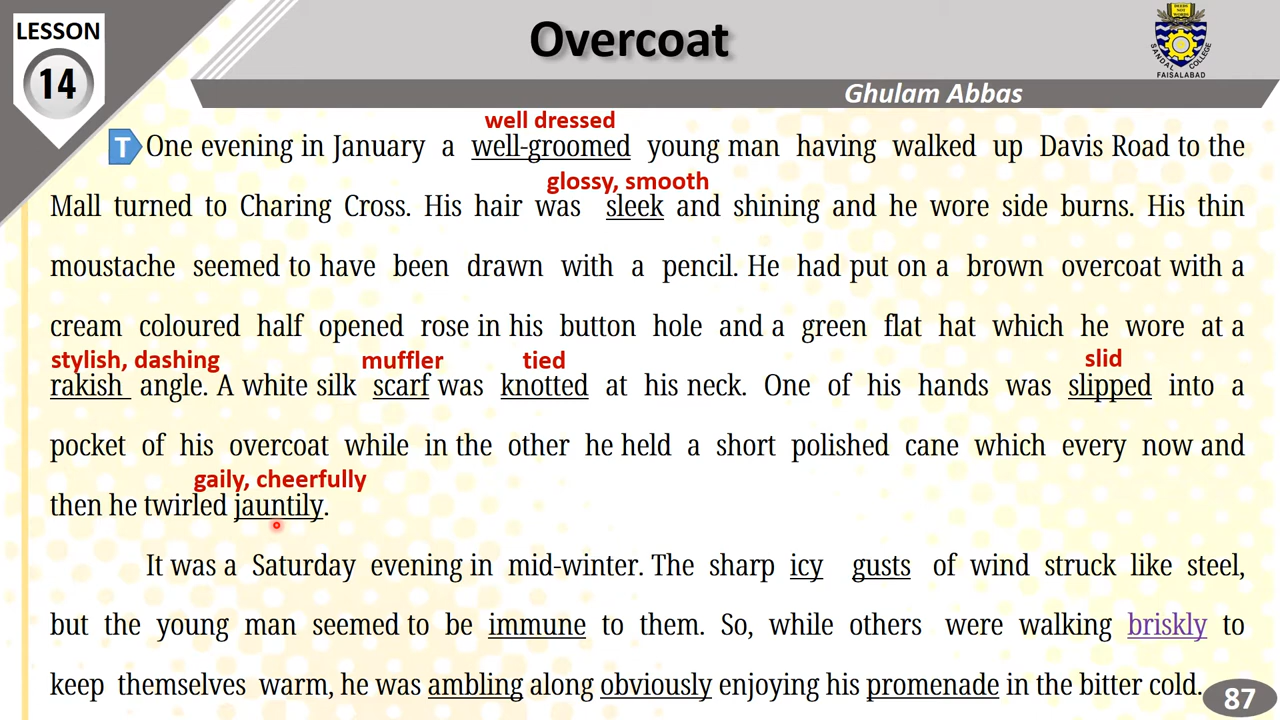 LESSON
14
Overcoat
SANDAL COLLEGE
FAISALABAD
Ghulam Abbas
well dressed
T One evening in January a well-groomed young man having walked up Davis Road to the
glossy, smooth
Mall turned to Charing Cross. His hair was sleek and shining and he wore side burns. His thin
moustache seemed to have been drawn with a pencil. He had put on a brown overcoat with a
cream coloured half opened rose in his button hole and a green flat hat which he wore at a
stylish, dashing muffler tied slid
rakish angle. A white silk scarf was knotted at his neck. One of his hands was slipped into a
pocket of his overcoat while in the other he held a short polished cane which every now and
gaily, cheerfully
then he twirled jauntily.
It was a Saturday evening in mid-winter. The sharp icy gusts of wind struck like steel,
but the young man seemed to be immune to them. So, while others were walking briskly to
keep themselves warm, he was ambling along obviously enjoying his promenade in the bitter cold.
87